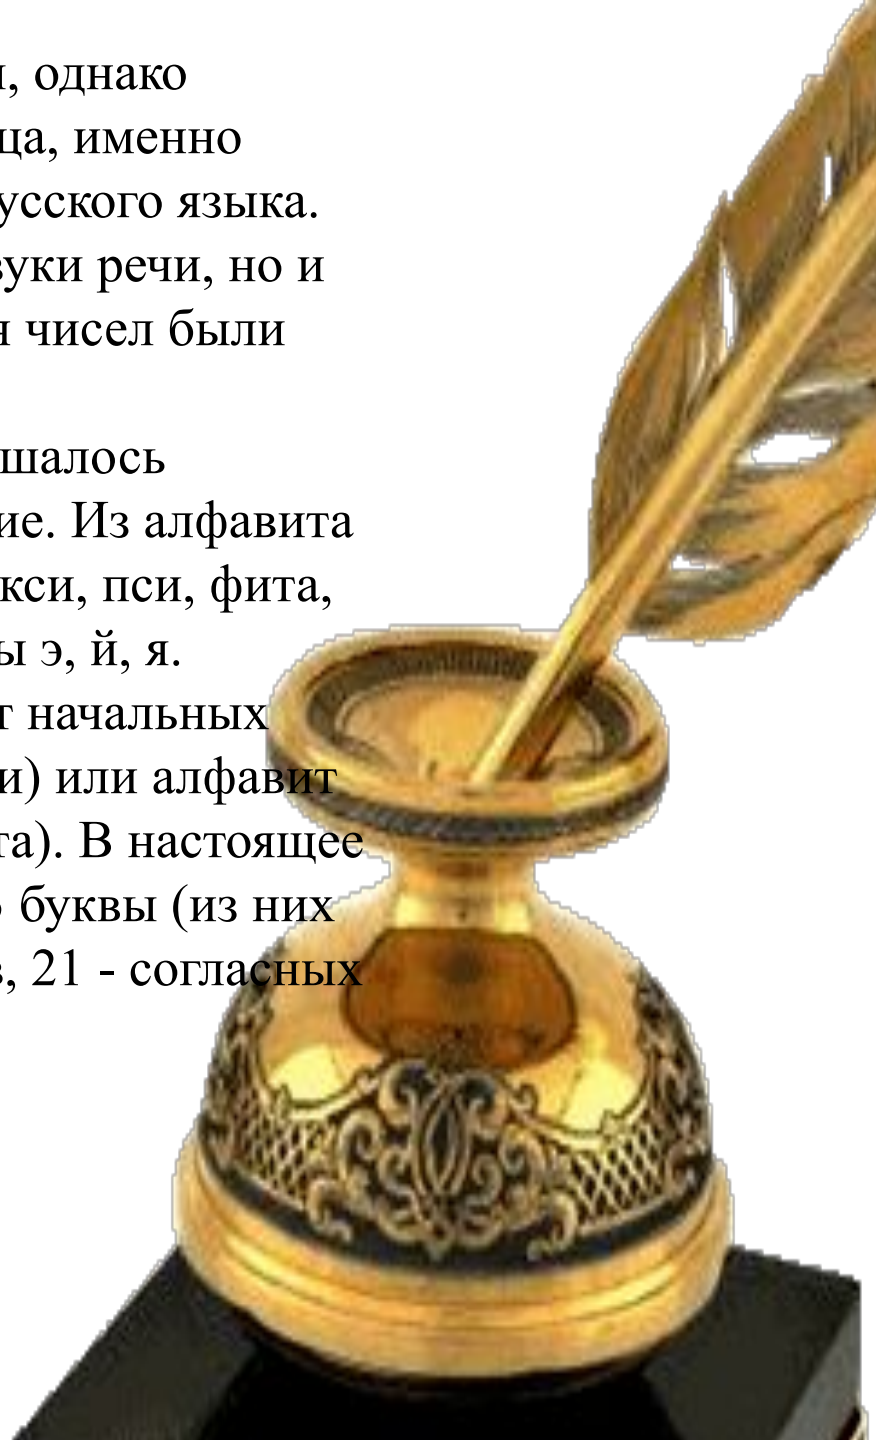 , однако
ца, именно
усского языка.
вуки речи, но и
я чисел были
шалось
ие. Из алфавита
кси, пси, фита,
ы э, й, я.
т начальных
и) или алфавит
та). В настоящее
буквы (из них
в, 21 - согласных